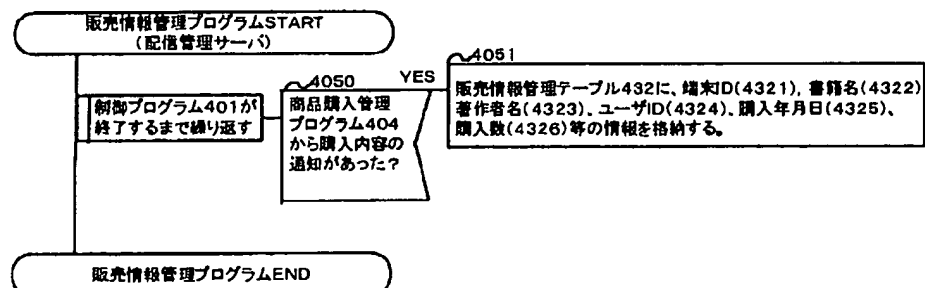 販売情報管理プログラムSTART
(配信管理サーバ)
制御プログラム401が
終了するまで繰り返す
4050
YES
商品購入管理
プログラム404
から購入内容の
通知があった?
4051
販売情報管理テーブル432に、端末ID(4321), 書籍名(4322)
著作者名(4323)、ユーザID(4324)、購入年月日(4325)、
購入数(4326)等の情報を格納する。
販売情報管理プログラムEND